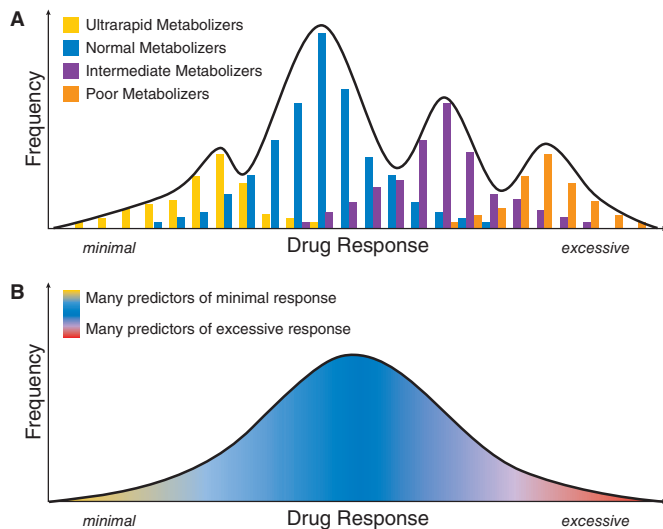 A
Ultrarapid Metabolizers
Normal Metabolizers
Intermediate Metabolizers
Poor Metabolizers
Frequency
minimal
Drug Response
excessive
B
Many predictors of minimal response
Many predictors of excessive response
Frequency
minimal
Drug Response
excessive